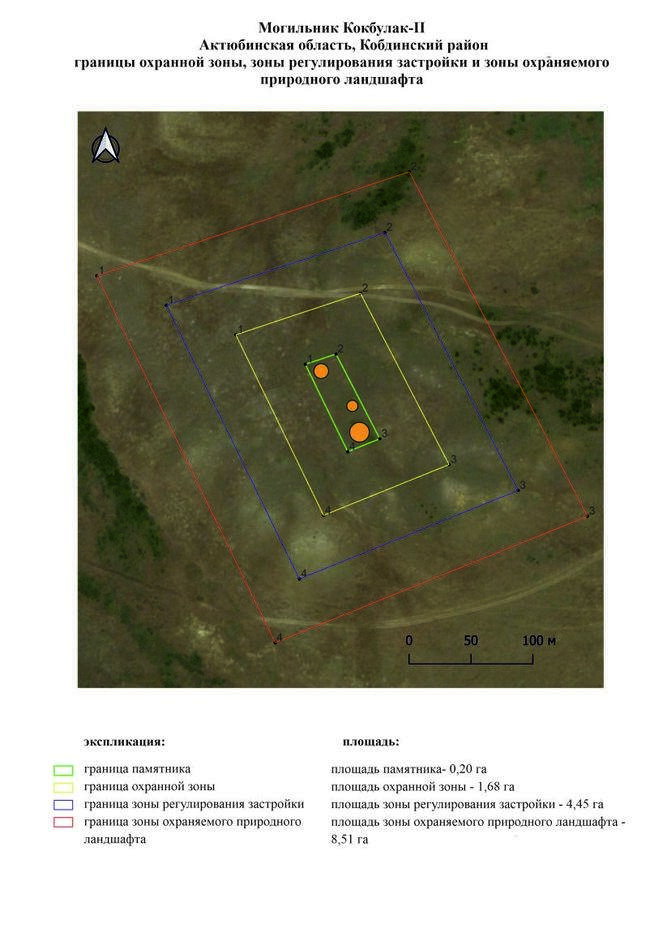 Могильник Кокбулак-II
Актюбинская область, Кобдинский район
границы охранной зоны, зоны регулирования застройки и зоны охраняемого
природного ландшафта
2
1
2
1
2
1
2
1
3
4
3
4
3
3
4
4
0 50 100 м
экспликация: площадь:
граница памятника площадь памятника- 0,20 га
граница охранной зоны площадь охранной зоны - 1,68 га
граница зоны регулирования застройки площадь зоны регулирования застройки - 4,45 га
граница зоны охраняемого природного площадь зоны охраняемого природного ландшафта -
ландшафта 8,51 га